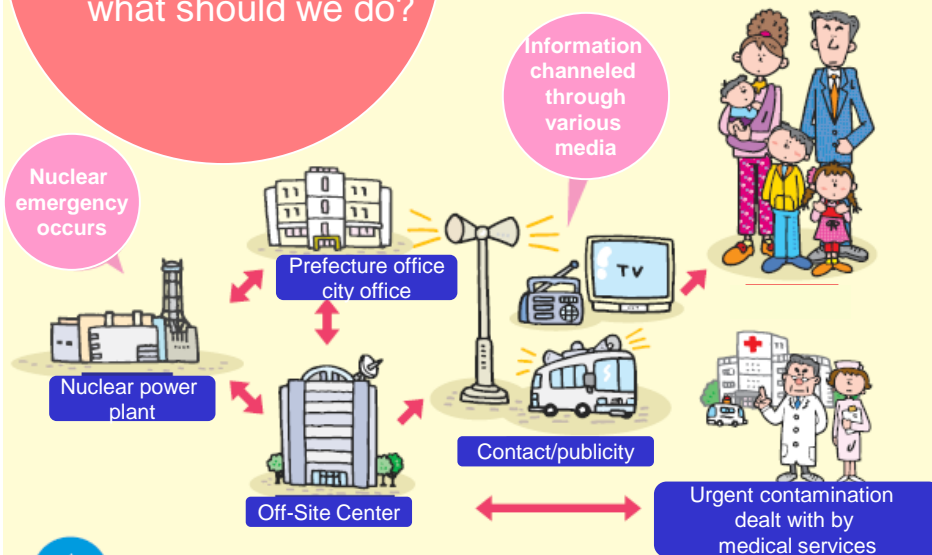 what should we do?
Information
channeled
through
various
media
Nuclear
emergency
occurs
Prefecture office
city office
TV
Nuclear power
plant
Contact/publicity
Off-Site Center
Urgent contamination
dealt with by
medical services